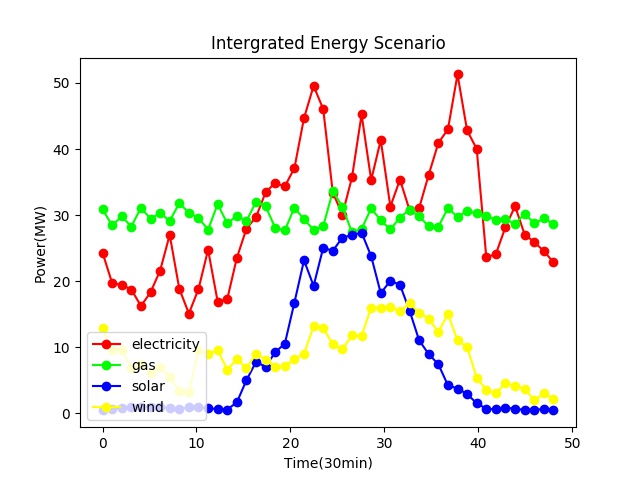 Intergrated Energy Scenario
Power(MW)
50
40
30
20
10
0
electricity
gas
solar
wind
0 10 20 30 40 50
Time(30min)